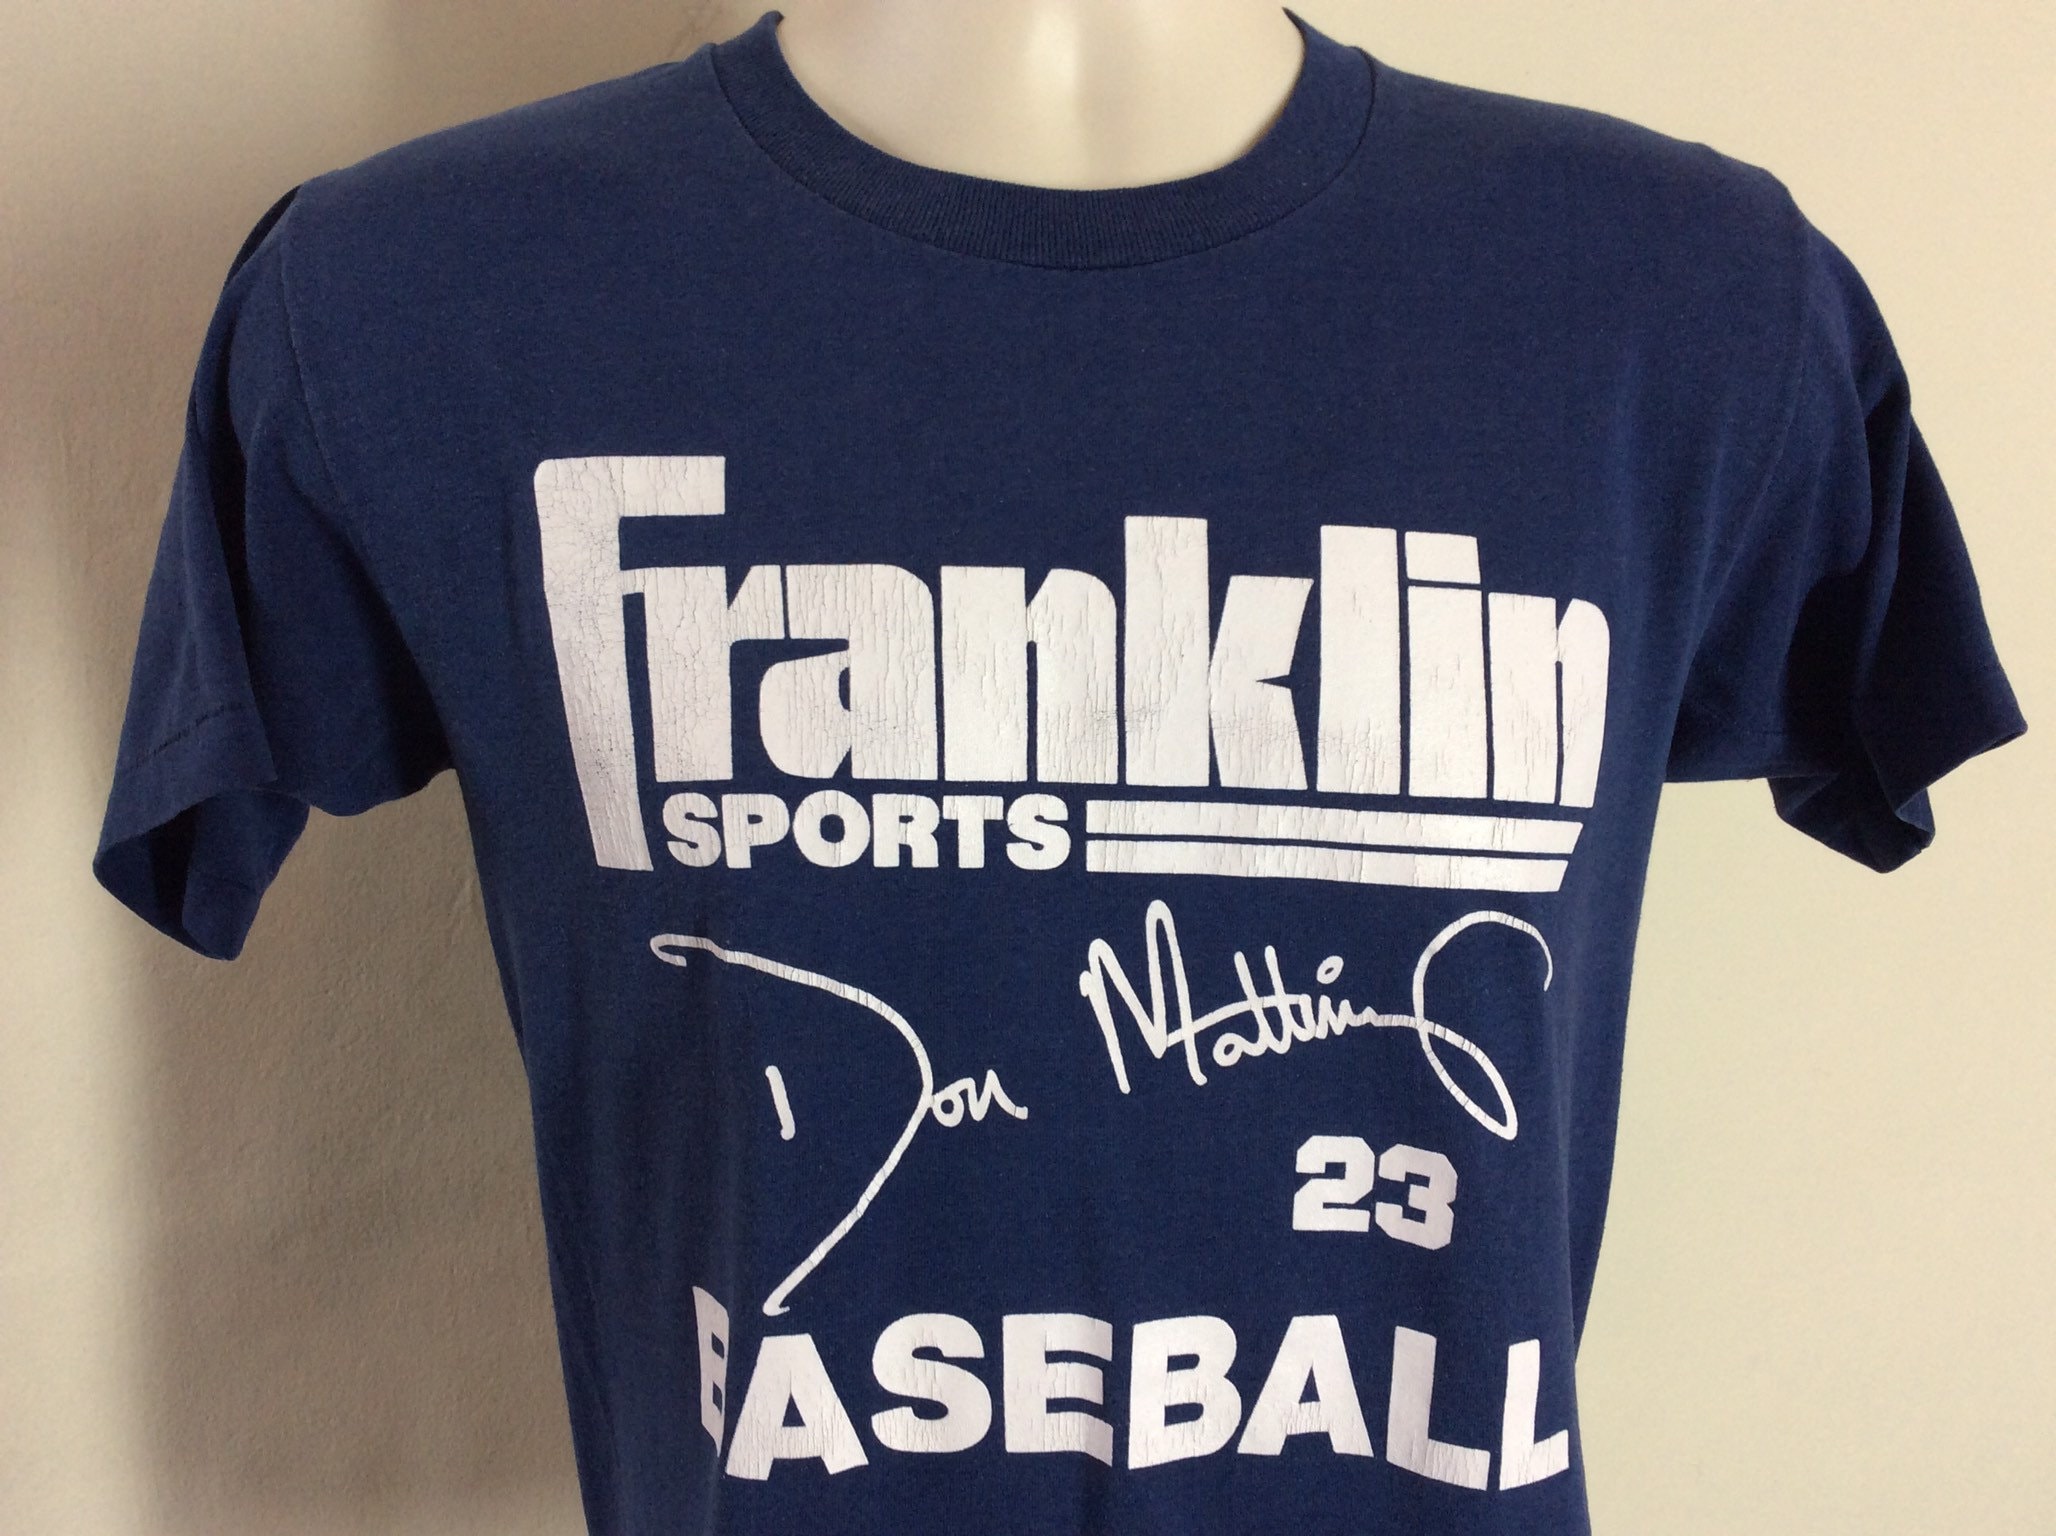 Franklin
SPORTS
Don Mattingly
23
BASEBALL